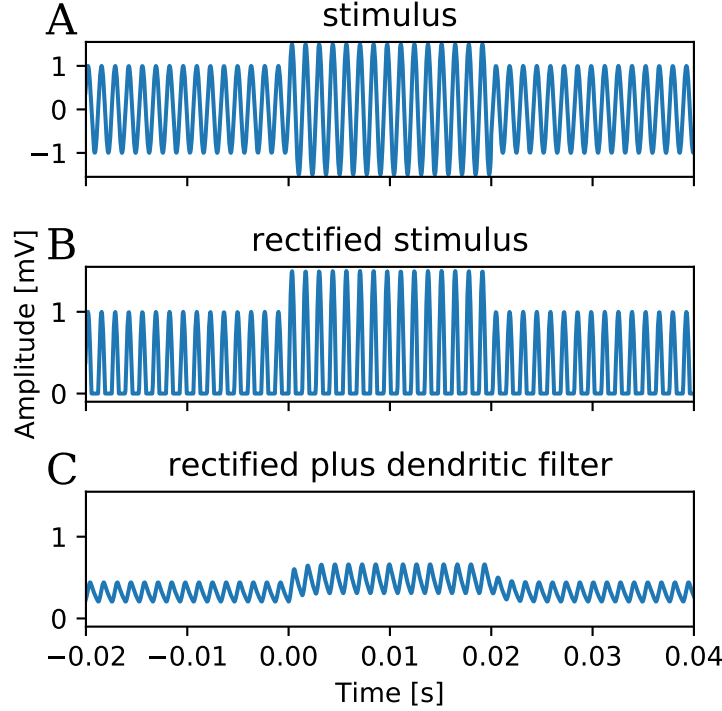 A
stimulus
1
0
−1
B
rectified stimulus
Amplitude [mV]
1
0
C
rectified plus dendritic filter
1
0
−0.02 −0.01 0.00 0.01 0.02 0.03 0.04
Time [s]